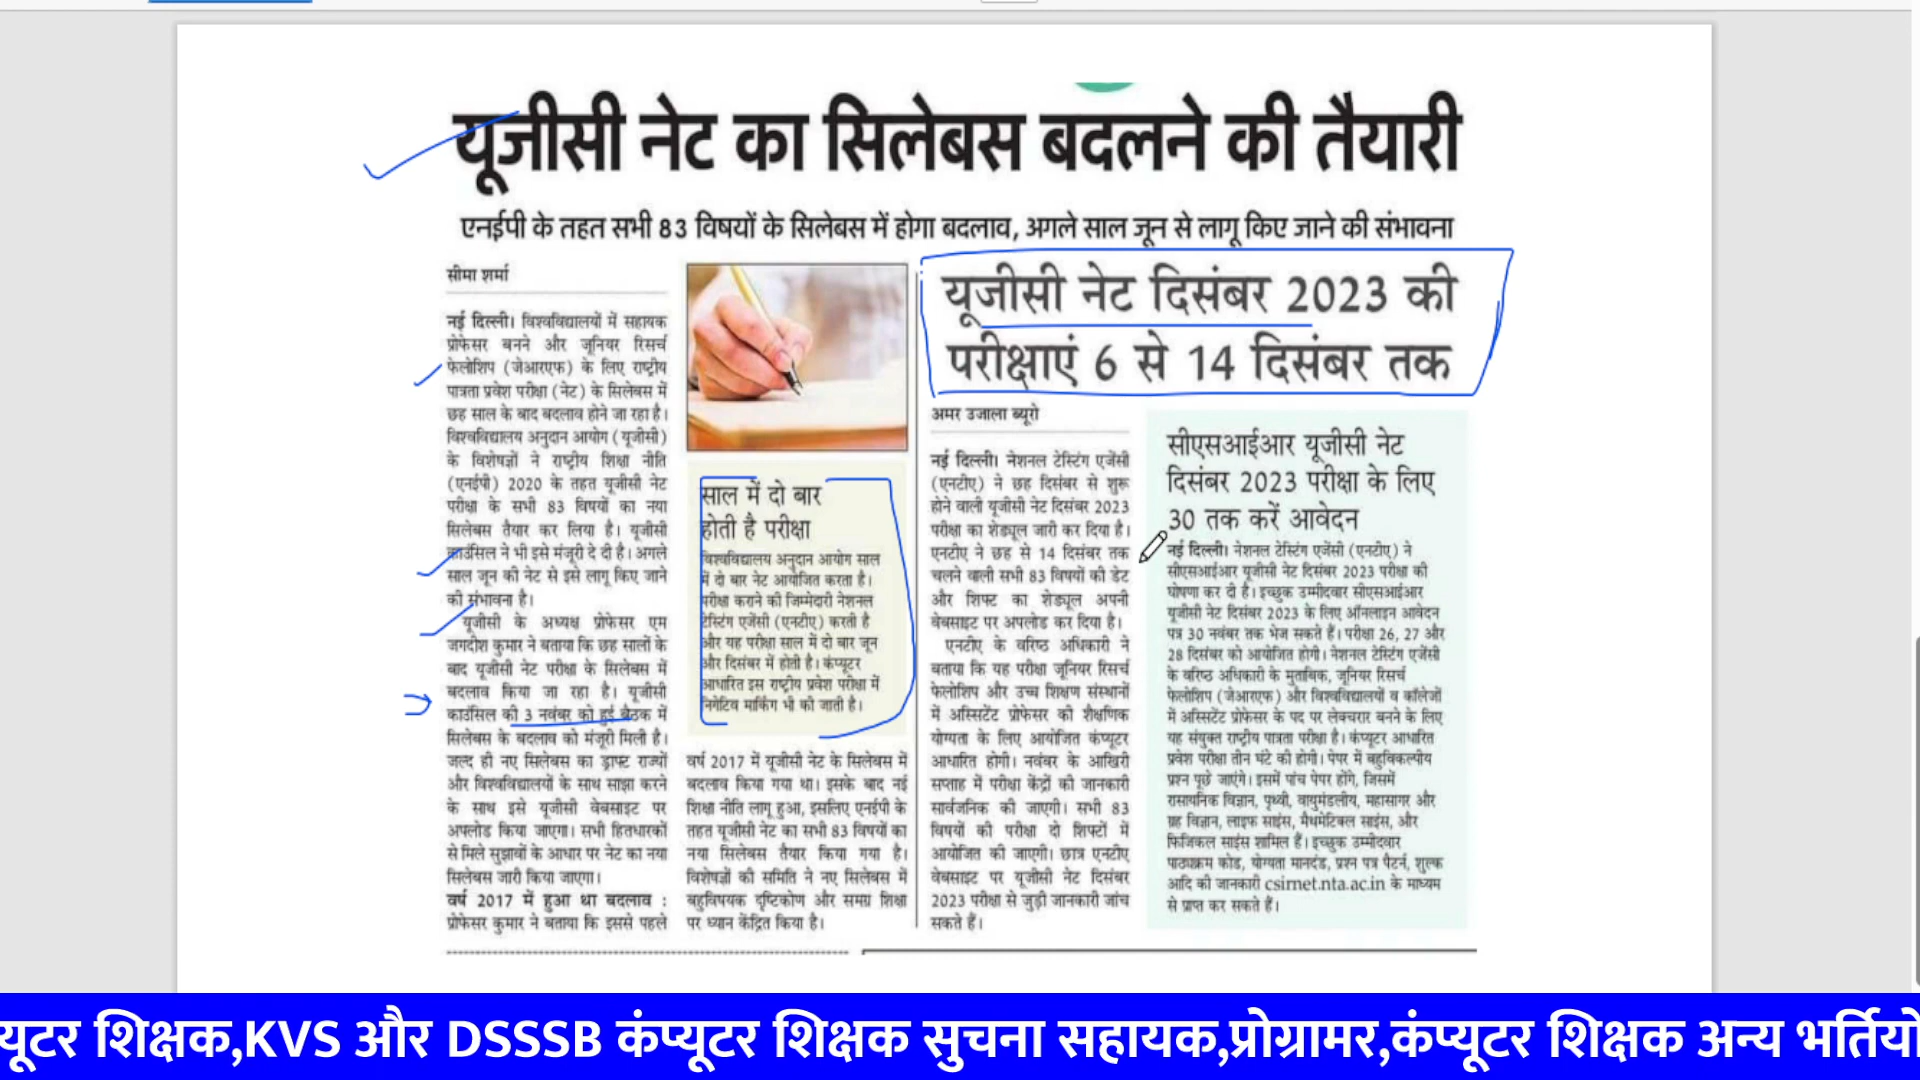 यूजीसी नेट का सिलेबस बदलने की तैयारी
एनईपी के तहत सभी 83 विषयों के सिलेबस में होगा बदलाव, अगले साल जून से लागू किए जाने की संभावना
सीमा शर्मा
नई दिल्ली। विश्वविद्यालयों में सहायक
प्रोफेसर बनने और जूनियर रिसर्च
फेलोशिप (जेआरएफ) के लिए राष्ट्रीय
पात्रता प्रवेश परीक्षा (नेट) के सिलेबस में
छह साल के बाद बदलाव होने जा रहा है।
विश्वविद्यालय अनुदान आयोग (यूजीसी)
के विशेषज्ञों ने राष्ट्रीय शिक्षा नीति
(एनईपी) 2020 के तहत यूजीसी नेट
परीक्षा के सभी 83 विषयों का नया
सिलेबस तैयार कर लिया है। यूजीसी
काउंसिल ने भी इसे मंजूरी दे दी है। अगले
साल जून की नेट से इसे लागू किए जाने
की संभावना है।
यूजीसी के अध्यक्ष प्रोफेसर एम
जगदीश कुमार ने बताया कि छह सालों के
बाद यूजीसी नेट परीक्षा के सिलेबस में
बदलाव किया जा रहा है। यूजीसी
काउंसिल की 3 नवंबर को हुई बैठक में
सिलेबस के बदलाव को मंजूरी मिली है।
जल्द ही नए सिलेबस का ड्राफ्ट राज्यों
और विश्वविद्यालयों के साथ साझा करने
के साथ इसे यूजीसी वेबसाइट पर
अपलोड किया जाएगा। सभी हितधारकों
से मिले सुझावों के आधार पर नेट का नया
सिलेबस जारी किया जाएगा।
वर्ष 2017 में हुआ था बदलाव :
प्रोफेसर कुमार ने बताया कि इससे पहले
साल में दो बार
होती है परीक्षा
विश्वविद्यालय अनुदान आयोग साल
में दो बार नेट आयोजित करता है।
परीक्षा कराने की जिम्मेदारी नेशनल
टेस्टिंग एजेंसी (एनटीए) करती है
और यह परीक्षा साल में दो बार जून
और दिसंबर में होती है। कंप्यूटर
आधारित इस राष्ट्रीय प्रवेश परीक्षा में
निगेटिव मार्किंग भी की जाती है।
वर्ष 2017 में यूजीसी नेट के सिलेबस में
बदलाव किया गया था। इसके बाद नई
शिक्षा नीति लागू हुआ, इसलिए एनईपी के
तहत यूजीसी नेट का सभी 83 विषयों का
नया सिलेबस तैयार किया गया है।
विशेषज्ञों की समिति ने नए सिलेबस में
बहुविषयक दृष्टिकोण और समग्र शिक्षा
पर ध्यान केंद्रित किया है।
यूजीसी नेट दिसंबर 2023 की
परीक्षाएं 6 से 14 दिसंबर तक
अमर उजाला ब्यूरो
नई दिल्ली। नेशनल टेस्टिंग एजेंसी
(एनटीए) ने छह दिसंबर से शुरू
होने वाली यूजीसी नेट दिसंबर 2023
परीक्षा का शेड्यूल जारी कर दिया है।
एनटीए ने छह से 14 दिसंबर तक
चलने वाली सभी 83 विषयों की डेट
और शिफ्ट का शेड्यूल अपनी
वेबसाइट पर अपलोड कर दिया है।
एनटीए के वरिष्ठ अधिकारी ने
बताया कि यह परीक्षा जूनियर रिसर्च
फेलोशिप और उच्च शिक्षण संस्थानों
में असिस्टेंट प्रोफेसर की शैक्षणिक
योग्यता के लिए आयोजित कंप्यूटर
आधारित होगी। नवंबर के आखिरी
सप्ताह में परीक्षा केंद्रों की जानकारी
सार्वजनिक की जाएगी। सभी 83
विषयों की परीक्षा दो शिफ्टों में
आयोजित की जाएगी। छात्र एनटीए
वेबसाइट पर यूजीसी नेट दिसंबर
2023 परीक्षा से जुड़ी जानकारी जांच
सकते हैं।
सीएसआईआर यूजीसी नेट
दिसंबर 2023 परीक्षा के लिए
30 तक करें आवेदन
नई दिल्ली। नेशनल टेस्टिंग एजेंसी (एनटीए) ने
सीएसआईआर यूजीसी नेट दिसंबर 2023 परीक्षा की
घोषणा कर दी है। इच्छुक उम्मीदवार सीएसआईआर
यूजीसी नेट दिसंबर 2023 के लिए ऑनलाइन आवेदन
पत्र 30 नवंबर तक भेज सकते हैं। परीक्षा 26, 27 और
28 दिसंबर को आयोजित होगी। नेशनल टेस्टिंग एजेंसी
के वरिष्ठ अधिकारी के मुताबिक, जूनियर रिसर्च
फेलोशिप (जेआरएफ) और विश्वविद्यालयों व कॉलेजों
में असिस्टेंट प्रोफेसर के पद पर लेक्चरार बनने के लिए
यह संयुक्त राष्ट्रीय पात्रता परीक्षा है। कंप्यूटर आधारित
प्रवेश परीक्षा तीन घंटे की होगी। पेपर में बहुविकल्पीय
प्रश्न पूछे जाएंगे। इसमें पांच पेपर होंगे, जिसमें
रासायनिक विज्ञान, पृथ्वी, वायुमंडलीय, महासागर और
ग्रह विज्ञान, लाइफ साइंस, मैथमेटिकल साइंस, और
फिजिकल साइंस शामिल हैं। इच्छुक उम्मीदवार
पाठ्यक्रम कोड, योग्यता मानदंड, प्रश्न पत्र पैटर्न, शुल्क
आदि की जानकारी csirnet.nta.ac.in के माध्यम
से प्राप्त कर सकते हैं।
यूटर शिक्षक,KVS और DSSSB कंप्यूटर शिक्षक सुचना सहायक,प्रोग्रामर,कंप्यूटर शिक्षक अन्य भर्तियो